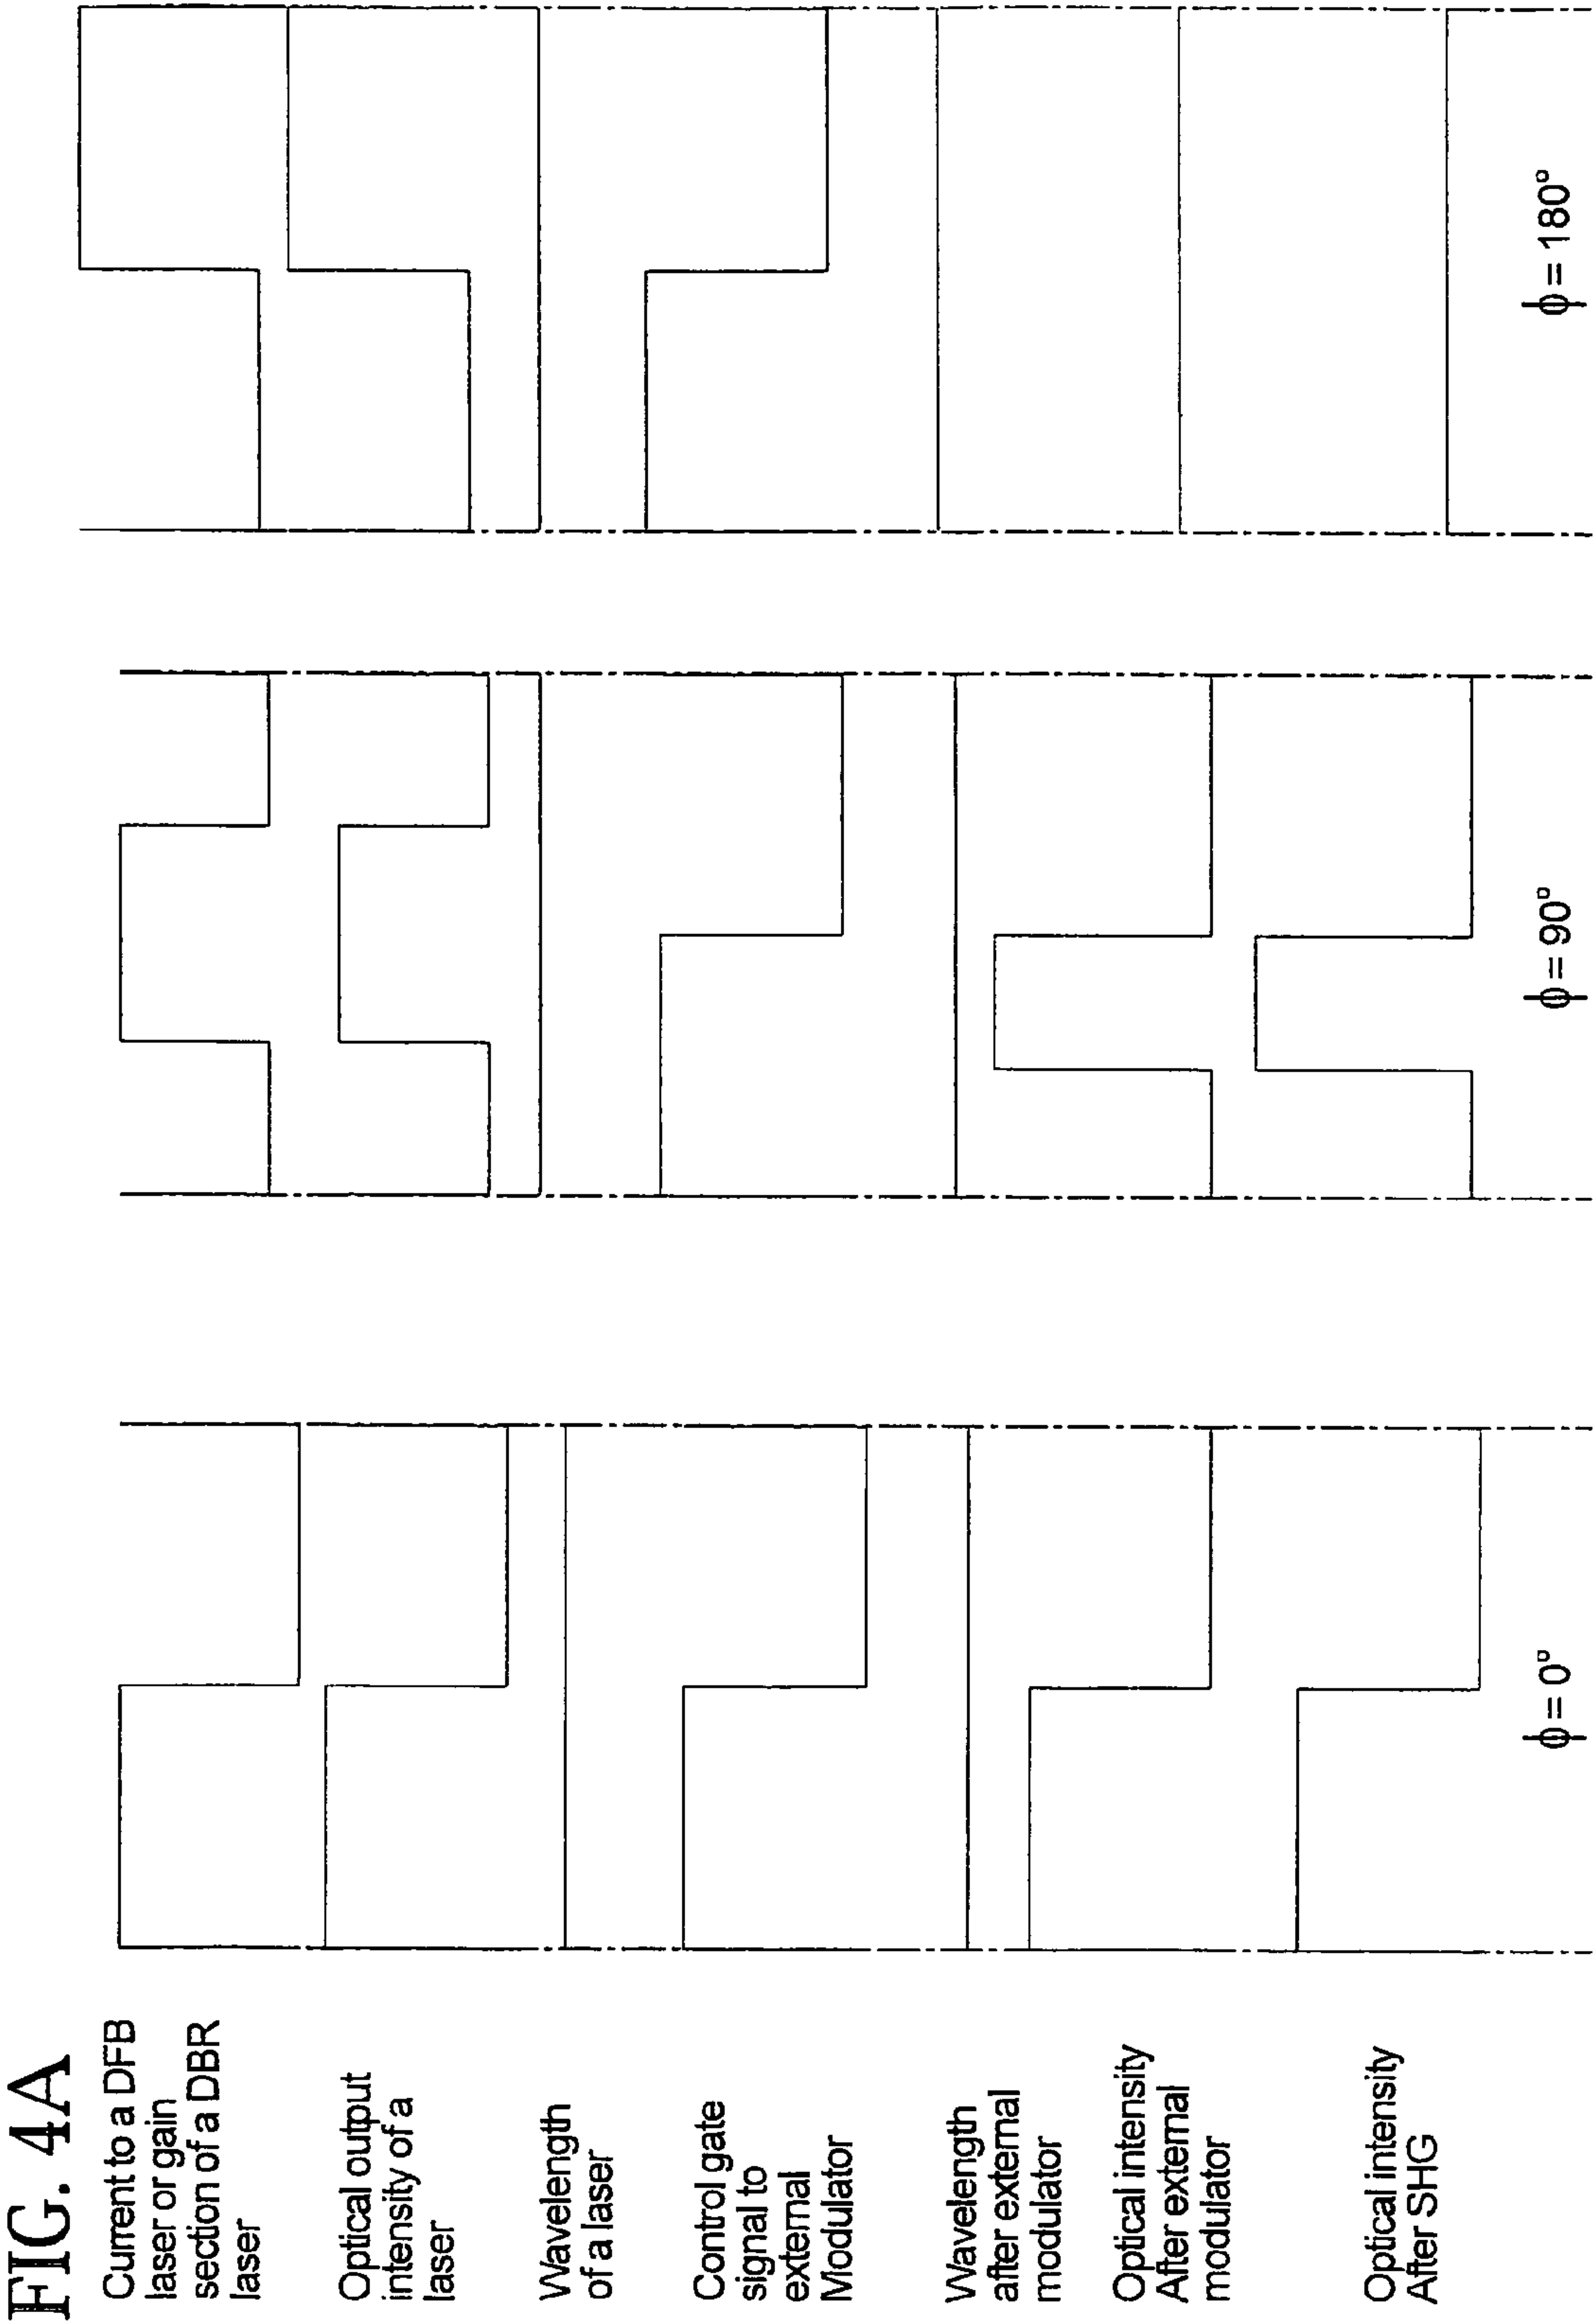 FIG. 4A
Current to a DFB
laser or gain
section of a DBR
laser
Optical output
intensity of a
laser
Wavelength
of a laser
Control gate
signal to
external
Modulator
Wavelength
after external
modulator
Optical intensity
After external
modulator
Optical intensity
After SHG
ϕ = 0°
ϕ = 90°
ϕ = 180°